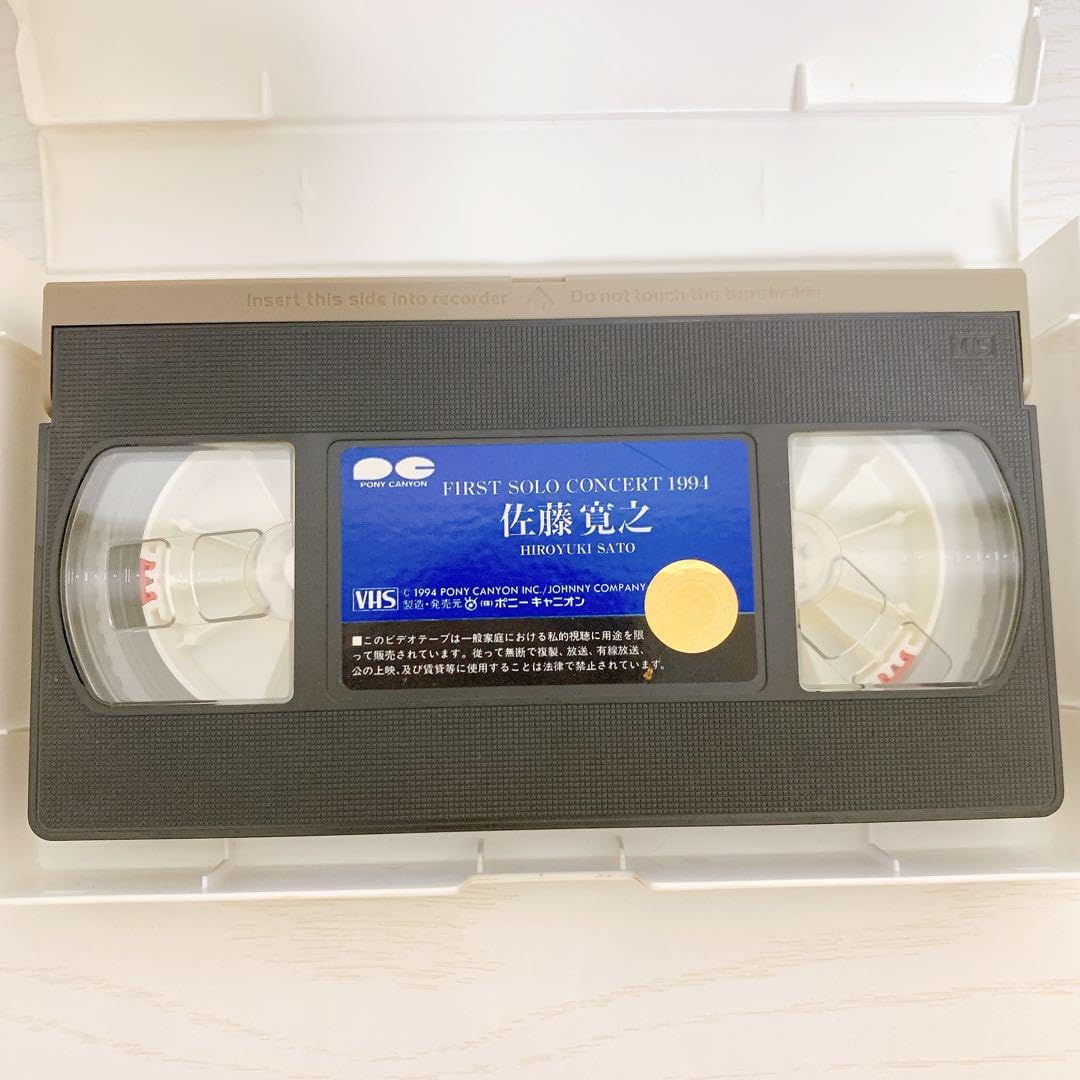 Insert this side into recorder Do not touch the tape inside
VHS
PONY CANYON
FIRST SOLO CONCERT 1994
佐藤寛之
HIROYUKI SATO
VHS
C 1994 PONY CANYON INC./JOHNNY COMPANY
製造・発売元 (株)ポニーキャニオン
■このビデオテープは一般家庭における私的視聴に用途を限
って販売されています。従って無断で複製、放送、有線放送、
公の上映、及び賃貸等に使用することは法律で禁止されています。